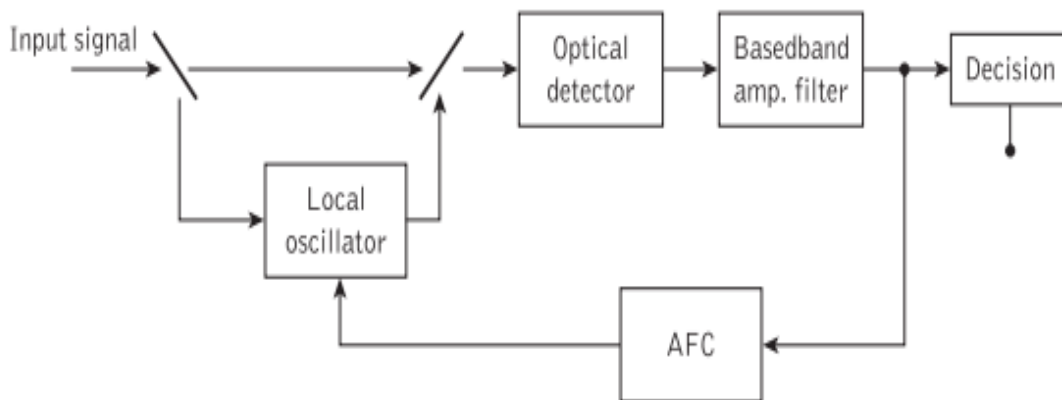 Input signal
Optical
detector
Basedband
amp. filter
Decision
Local
oscillator
AFC